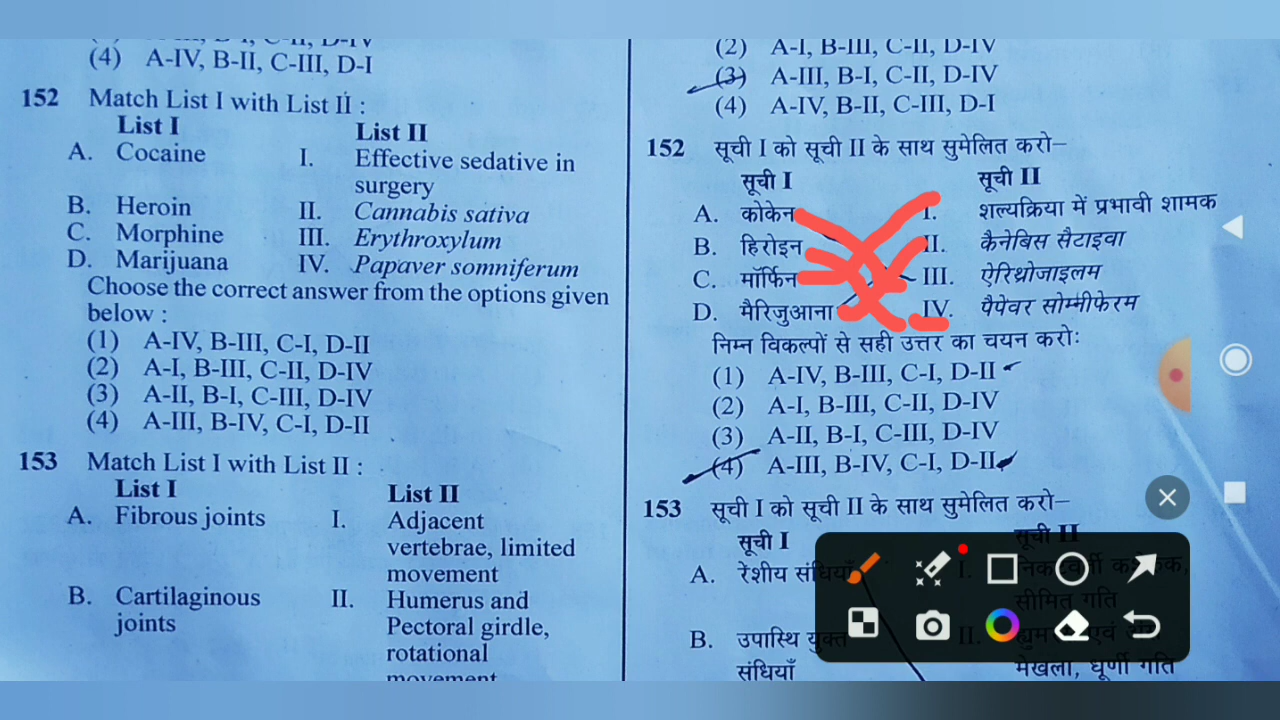 (4) A-IV, B-II, C-III, D-I
152 Match List I with List II :
List I List II
A. Cocaine I. Effective sedative in
surgery
B. Heroin II. Cannabis sativa
C. Morphine III. Erythroxylum
D. Marijuana IV. Papaver somniferum
Choose the correct answer from the options given
below :
(1) A-IV, B-III, C-I, D-II
(2) A-I, B-III, C-II, D-IV
(3) A-II, B-I, C-III, D-IV
(4) A-III, B-IV, C-I, D-II
153 Match List I with List II :
List I List II
A. Fibrous joints I. Adjacent
vertebrae, limited
movement
B. Cartilaginous II. Humerus and
joints Pectoral girdle,
rotational
movement
(2) A-I, B-III, C-II, D-IV
(3) A-III, B-I, C-II, D-IV
(4) A-IV, B-II, C-III, D-I
152 सूची I को सूची II के साथ सुमेलित करो–
सूची I सूची II
A. कोकेन I. शल्यक्रिया में प्रभावी शामक
B. हिरोइन II. कैनेबिस सैटाइवा
C. मॉर्फिन III. ऐरिथ्रोजाइलम
D. मैरिजुआना IV. पैपेवर सोम्मीफेरम
निम्न विकल्पों से सही उत्तर का चयन करो:
(1) A-IV, B-III, C-I, D-II
(2) A-I, B-III, C-II, D-IV
(3) A-II, B-I, C-III, D-IV
(4) A-III, B-IV, C-I, D-II
153 सूची I को सूची II के साथ सुमेलित करो–
सूची I सूची II
A. रेशीय संधियाँ I.
सीमित गति
B. उपास्थि युक्त II.
संधियाँ मेखला, घूर्णी गति